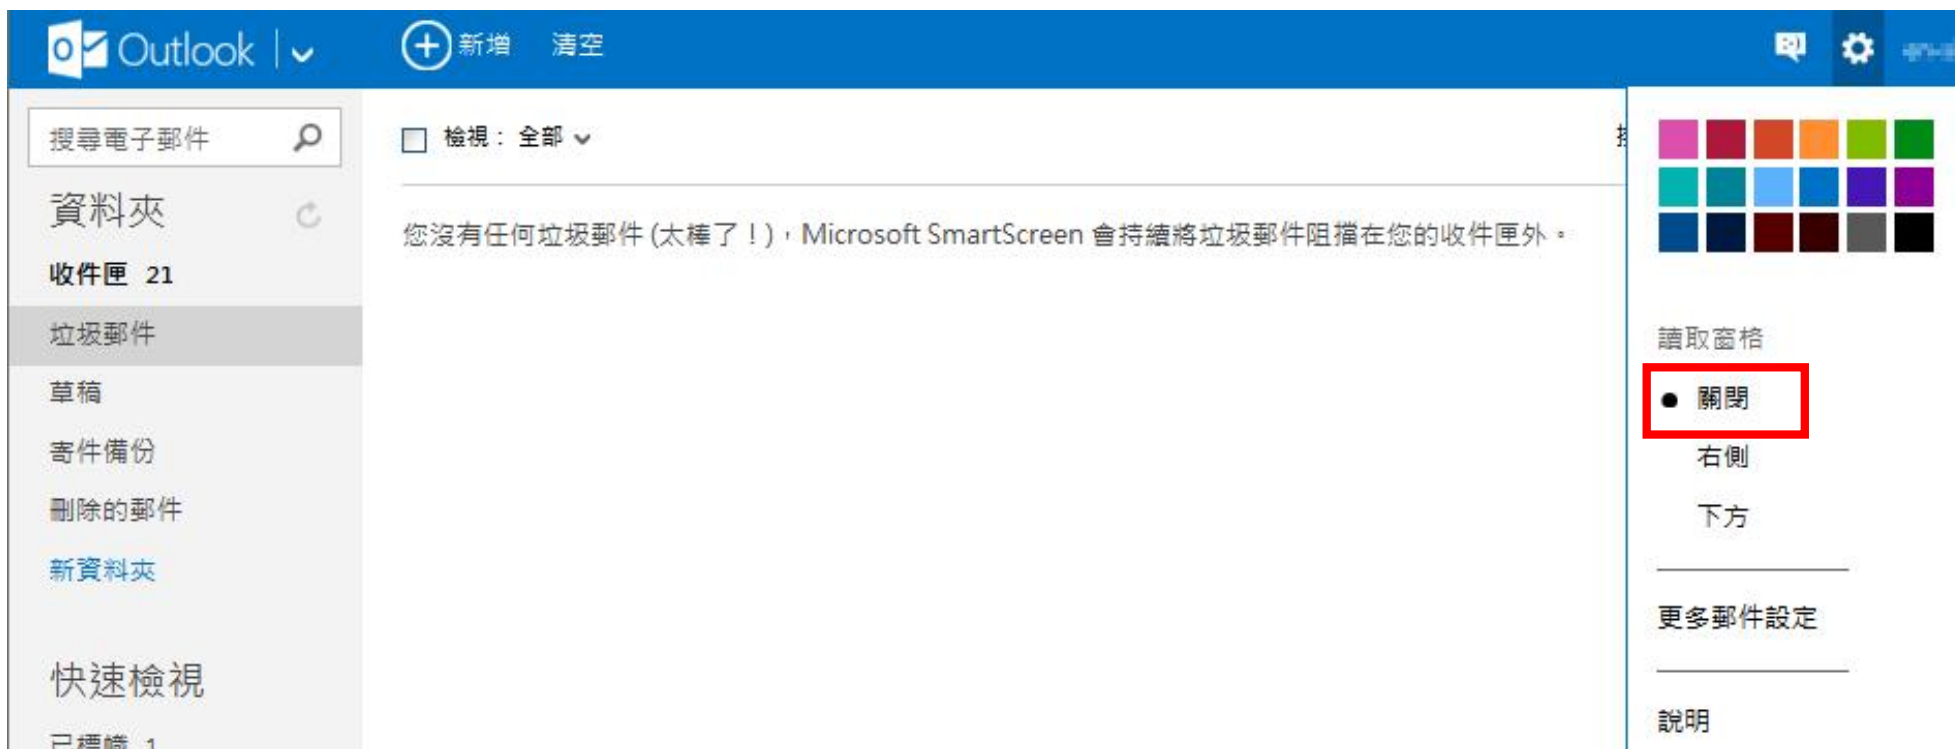 Outlook
新增 清空
搜尋電子郵件
檢視： 全部
資料夾
收件匣 21
垃圾郵件
草稿
寄件備份
刪除的郵件
新資料夾
快速檢視
已標幟 1
您沒有任何垃圾郵件 (太棒了！)，Microsoft SmartScreen 會持續將垃圾郵件阻擋在您的收件匣外。
讀取窗格
關閉
右側
下方
更多郵件設定
說明